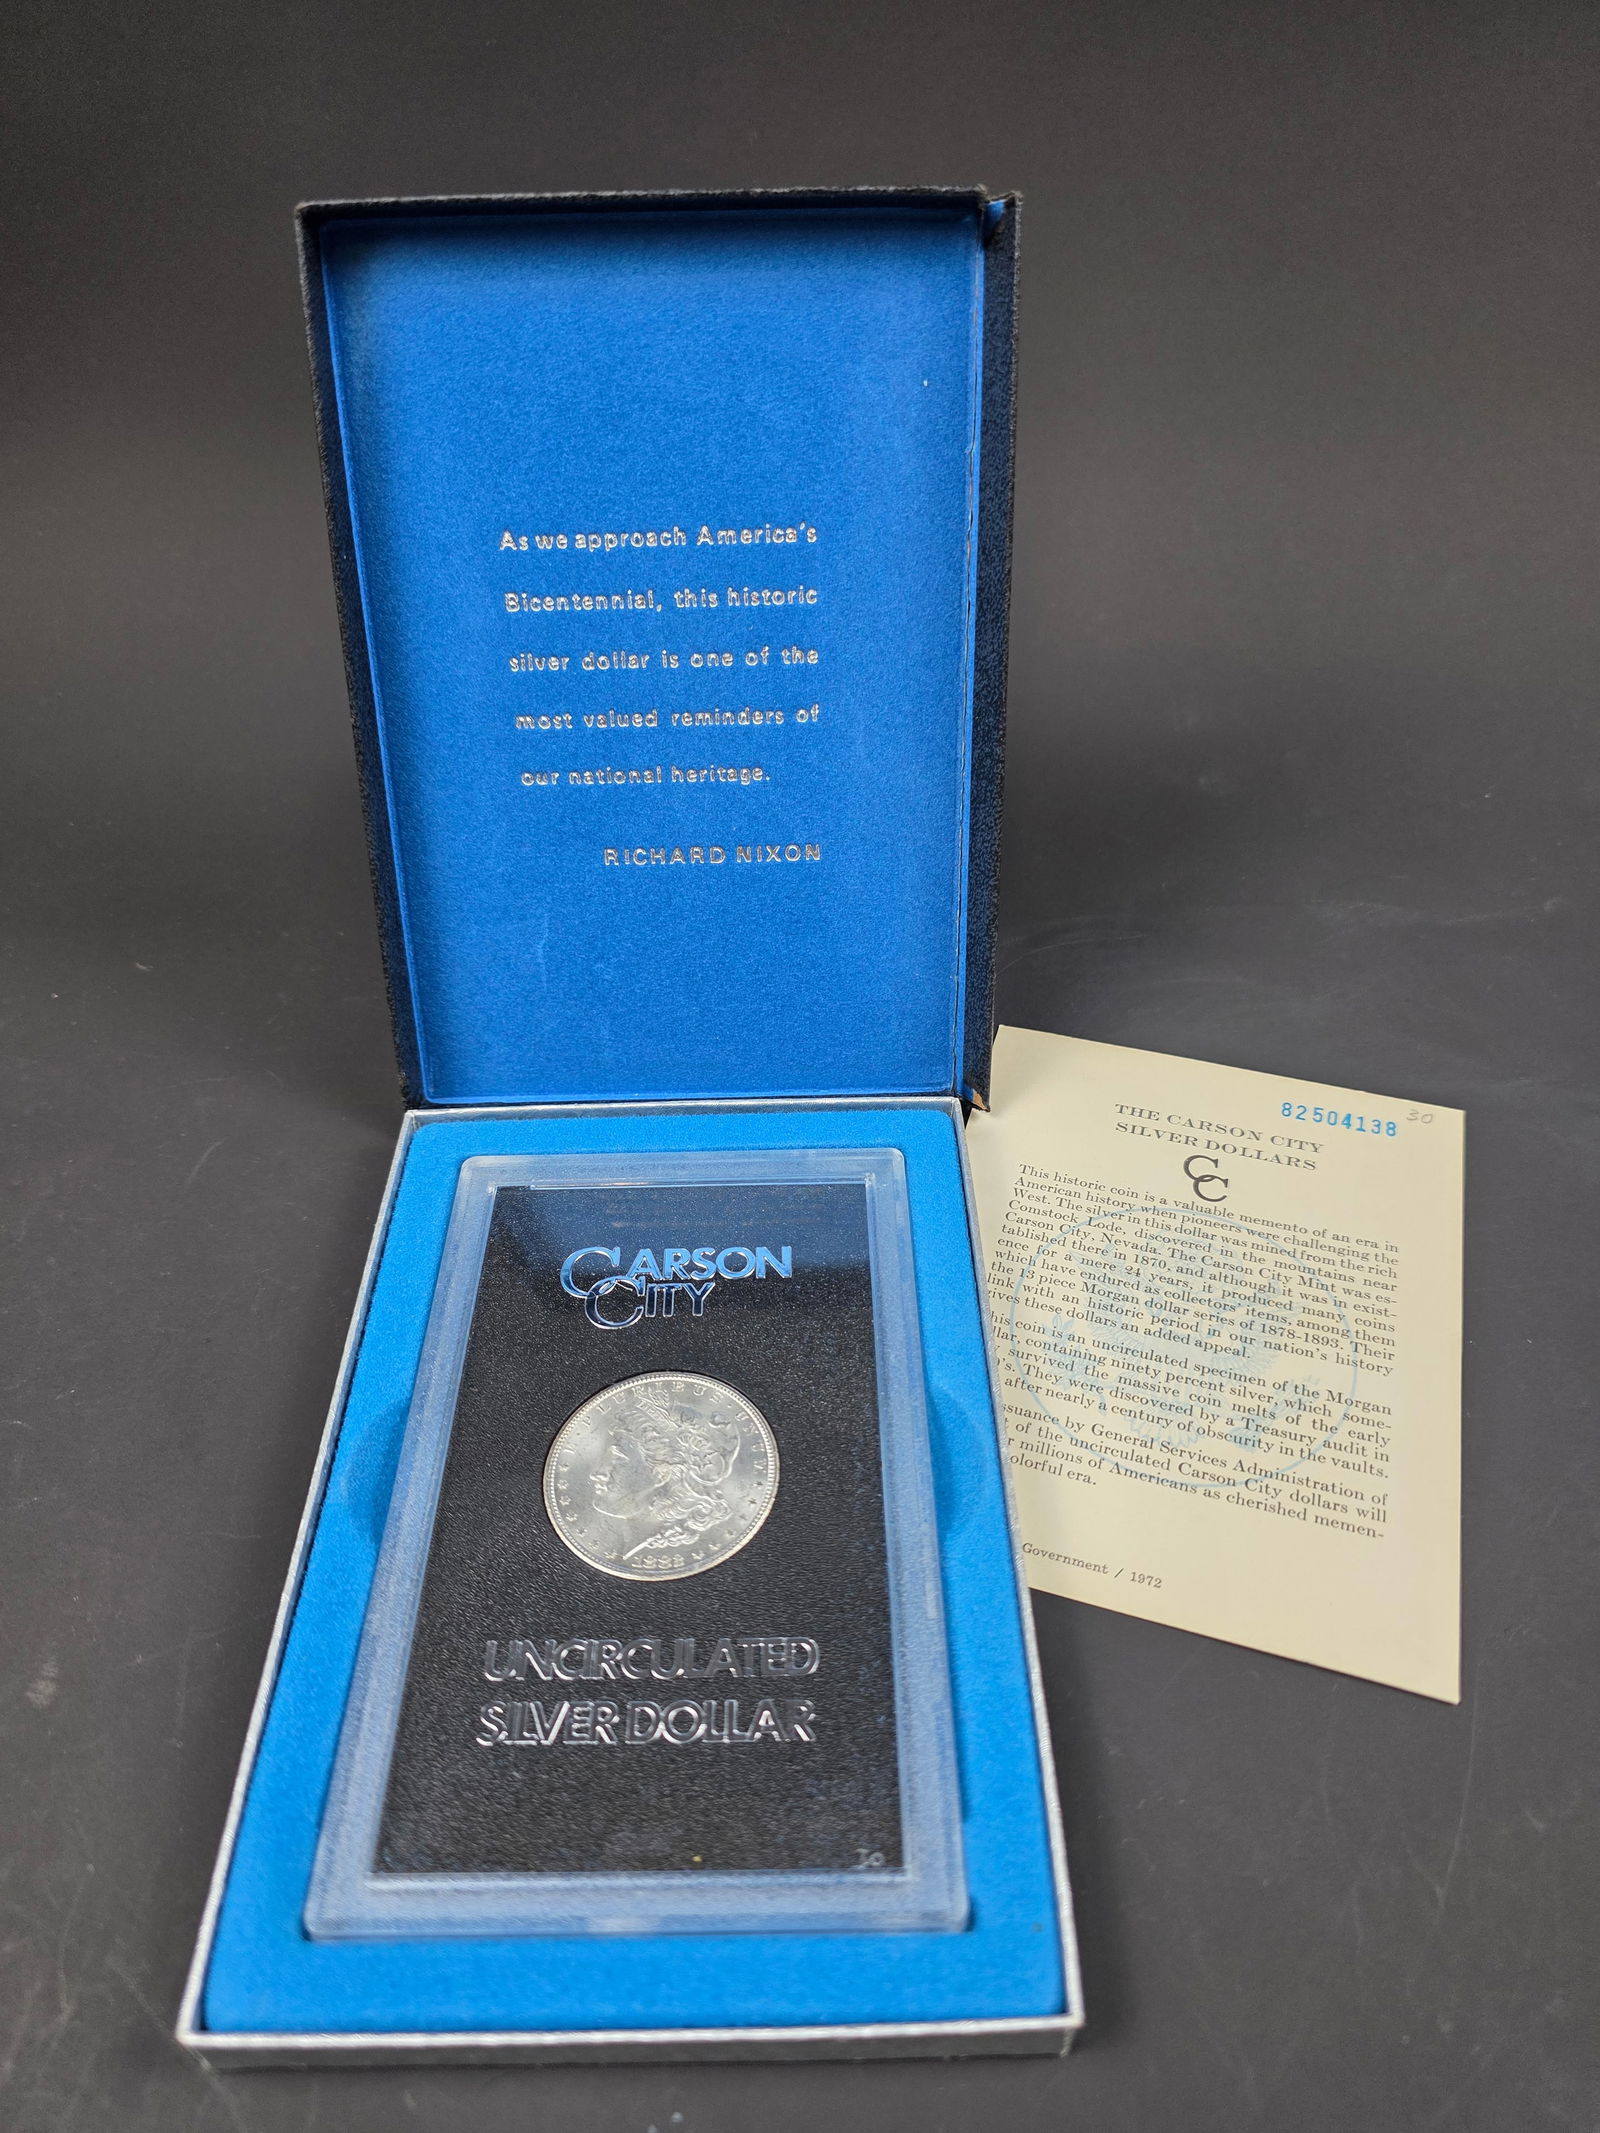 As we approach America's
Bicentennial, this historic
silver dollar is one of the
most valued reminders of
our national heritage.
RICHARD NIXON
CARSON
CITY
E PLURIBUS UNUM
1882
UNCIRCULATED
SILVER DOLLAR
30
82504138 30
THE CARSON CITY
SILVER DOLLARS
CC
This historic coin is a valuable memento of an era in
American history when pioneers were challenging the
West. The silver in this dollar was mined from the rich
Comstock Lode, discovered in the mountains near
Carson City, Nevada. The Carson City Mint was es-
tablished there in 1870, and although it was in exist-
ence for a mere 24 years, it produced many coins
which have endured as collectors' items, among them
the 13 piece Morgan dollar series of 1878-1893. Their
link with an historic period in our nation's history
gives these dollars an added appeal.
his coin is an uncirculated specimen of the Morgan
llar, containing ninety percent silver, which some-
survived the massive coin melts of the early
's. They were discovered by a Treasury audit in
after nearly a century of obscurity in the vaults.
ssuance by General Services Administration of
of the uncirculated Carson City dollars will
r millions of Americans as cherished memen-
olorful era.
Government / 1972